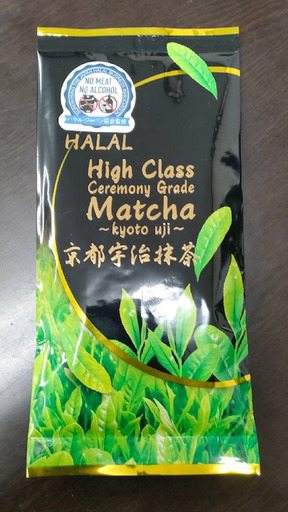 NO MEAT
NO ALCOHOL
HALAL
High Class
Ceremony Grade
Matcha
~kyoto uji~
京都宇治抹茶